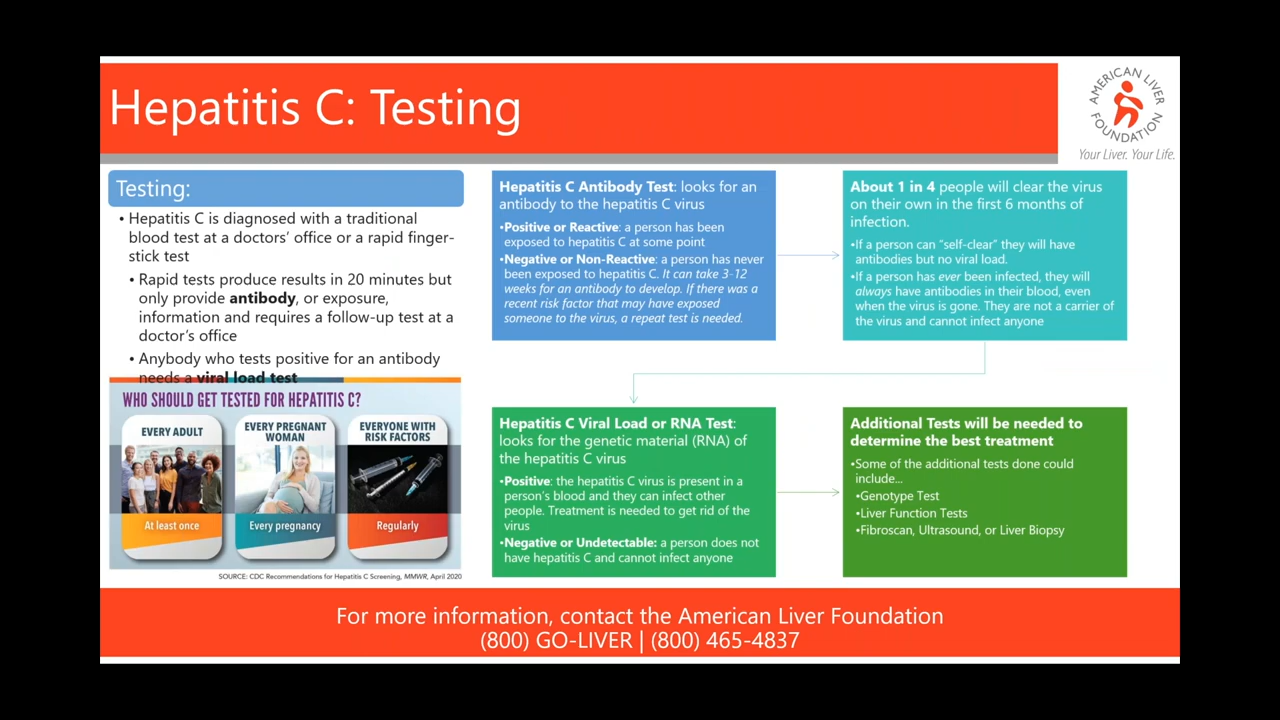 Hepatitis C: Testing
AMERICAN LIVER
FOUNDATION
Your Liver. Your Life.
Testing:
• Hepatitis C is diagnosed with a traditional
blood test at a doctors’ office or a rapid finger-
stick test
• Rapid tests produce results in 20 minutes but
only provide antibody, or exposure,
information and requires a follow-up test at a
doctor’s office
• Anybody who tests positive for an antibody
needs a viral load test
WHO SHOULD GET TESTED FOR HEPATITIS C?
EVERY ADULT
At least once
EVERY PREGNANT
WOMAN
Every pregnancy
EVERYONE WITH
RISK FACTORS
Regularly
SOURCE: CDC Recommendations for Hepatitis C Screening, MMWR, April 2020
Hepatitis C Antibody Test: looks for an
antibody to the hepatitis C virus
•Positive or Reactive: a person has been
exposed to hepatitis C at some point
•Negative or Non-Reactive: a person has never
been exposed to hepatitis C. It can take 3-12
weeks for an antibody to develop. If there was a
recent risk factor that may have exposed
someone to the virus, a repeat test is needed.
About 1 in 4 people will clear the virus
on their own in the first 6 months of
infection.
•If a person can “self-clear” they will have
antibodies but no viral load.
•If a person has ever been infected, they will
always have antibodies in their blood, even
when the virus is gone. They are not a carrier of
the virus and cannot infect anyone
Hepatitis C Viral Load or RNA Test:
looks for the genetic material (RNA) of
the hepatitis C virus
•Positive: the hepatitis C virus is present in a
person’s blood and they can infect other
people. Treatment is needed to get rid of the
virus
•Negative or Undetectable: a person does not
have hepatitis C and cannot infect anyone
Additional Tests will be needed to
determine the best treatment
•Some of the additional tests done could
include...
•Genotype Test
•Liver Function Tests
•Fibroscan, Ultrasound, or Liver Biopsy
For more information, contact the American Liver Foundation
(800) GO-LIVER | (800) 465-4837